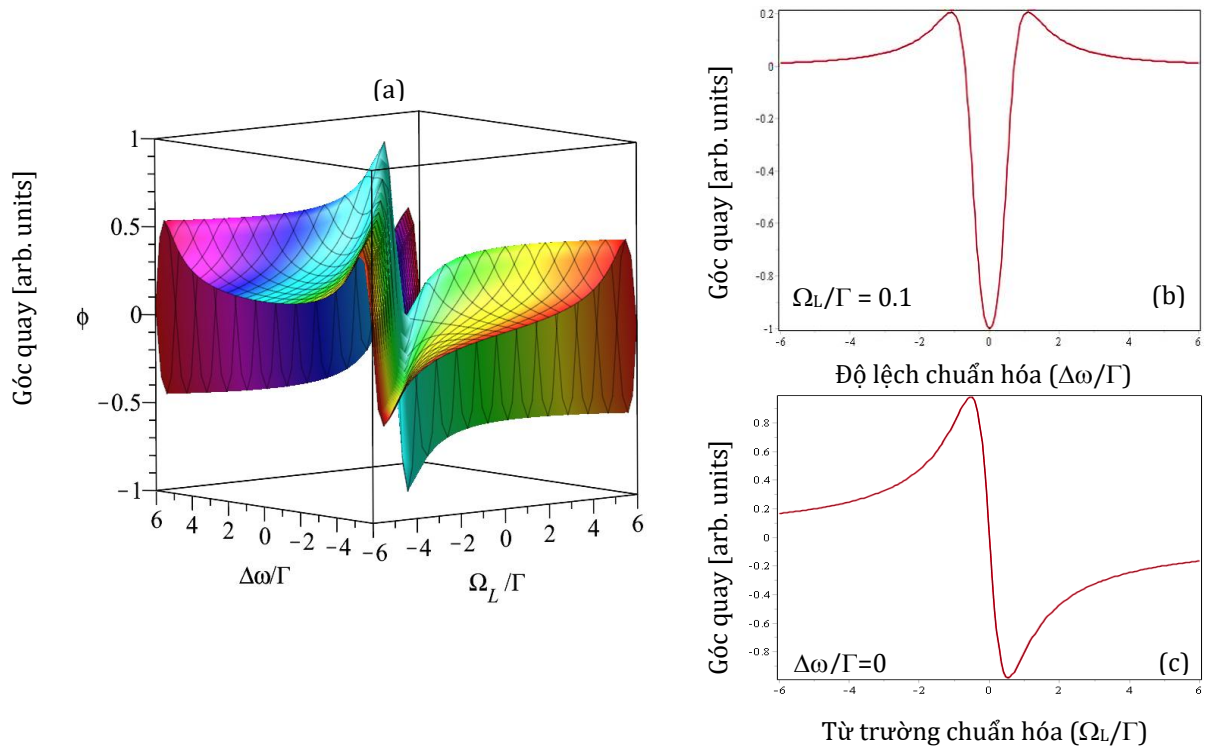 (a)
Góc quay [arb. units]
ϕ
1
0.5
0
−0.5
−1
6 4 2 0 −2 −4 −6
Δω/Γ
−6 −4 −2 0 2 4 6
Ω_L/Γ
Góc quay [arb. units]
0.2
0
-0.2
-0.4
-0.6
-0.8
-1
Ω_L/Γ = 0.1
(b)
-6 -4 -2 0 2 4 6
Độ lệch chuẩn hóa (Δω/Γ)
Góc quay [arb. units]
0.8
0.6
0.4
0.2
0
-0.2
-0.4
-0.6
-0.8
Δω/Γ=0
(c)
-6 -4 -2 0 2 4 6
Từ trường chuẩn hóa (Ω_L/Γ)